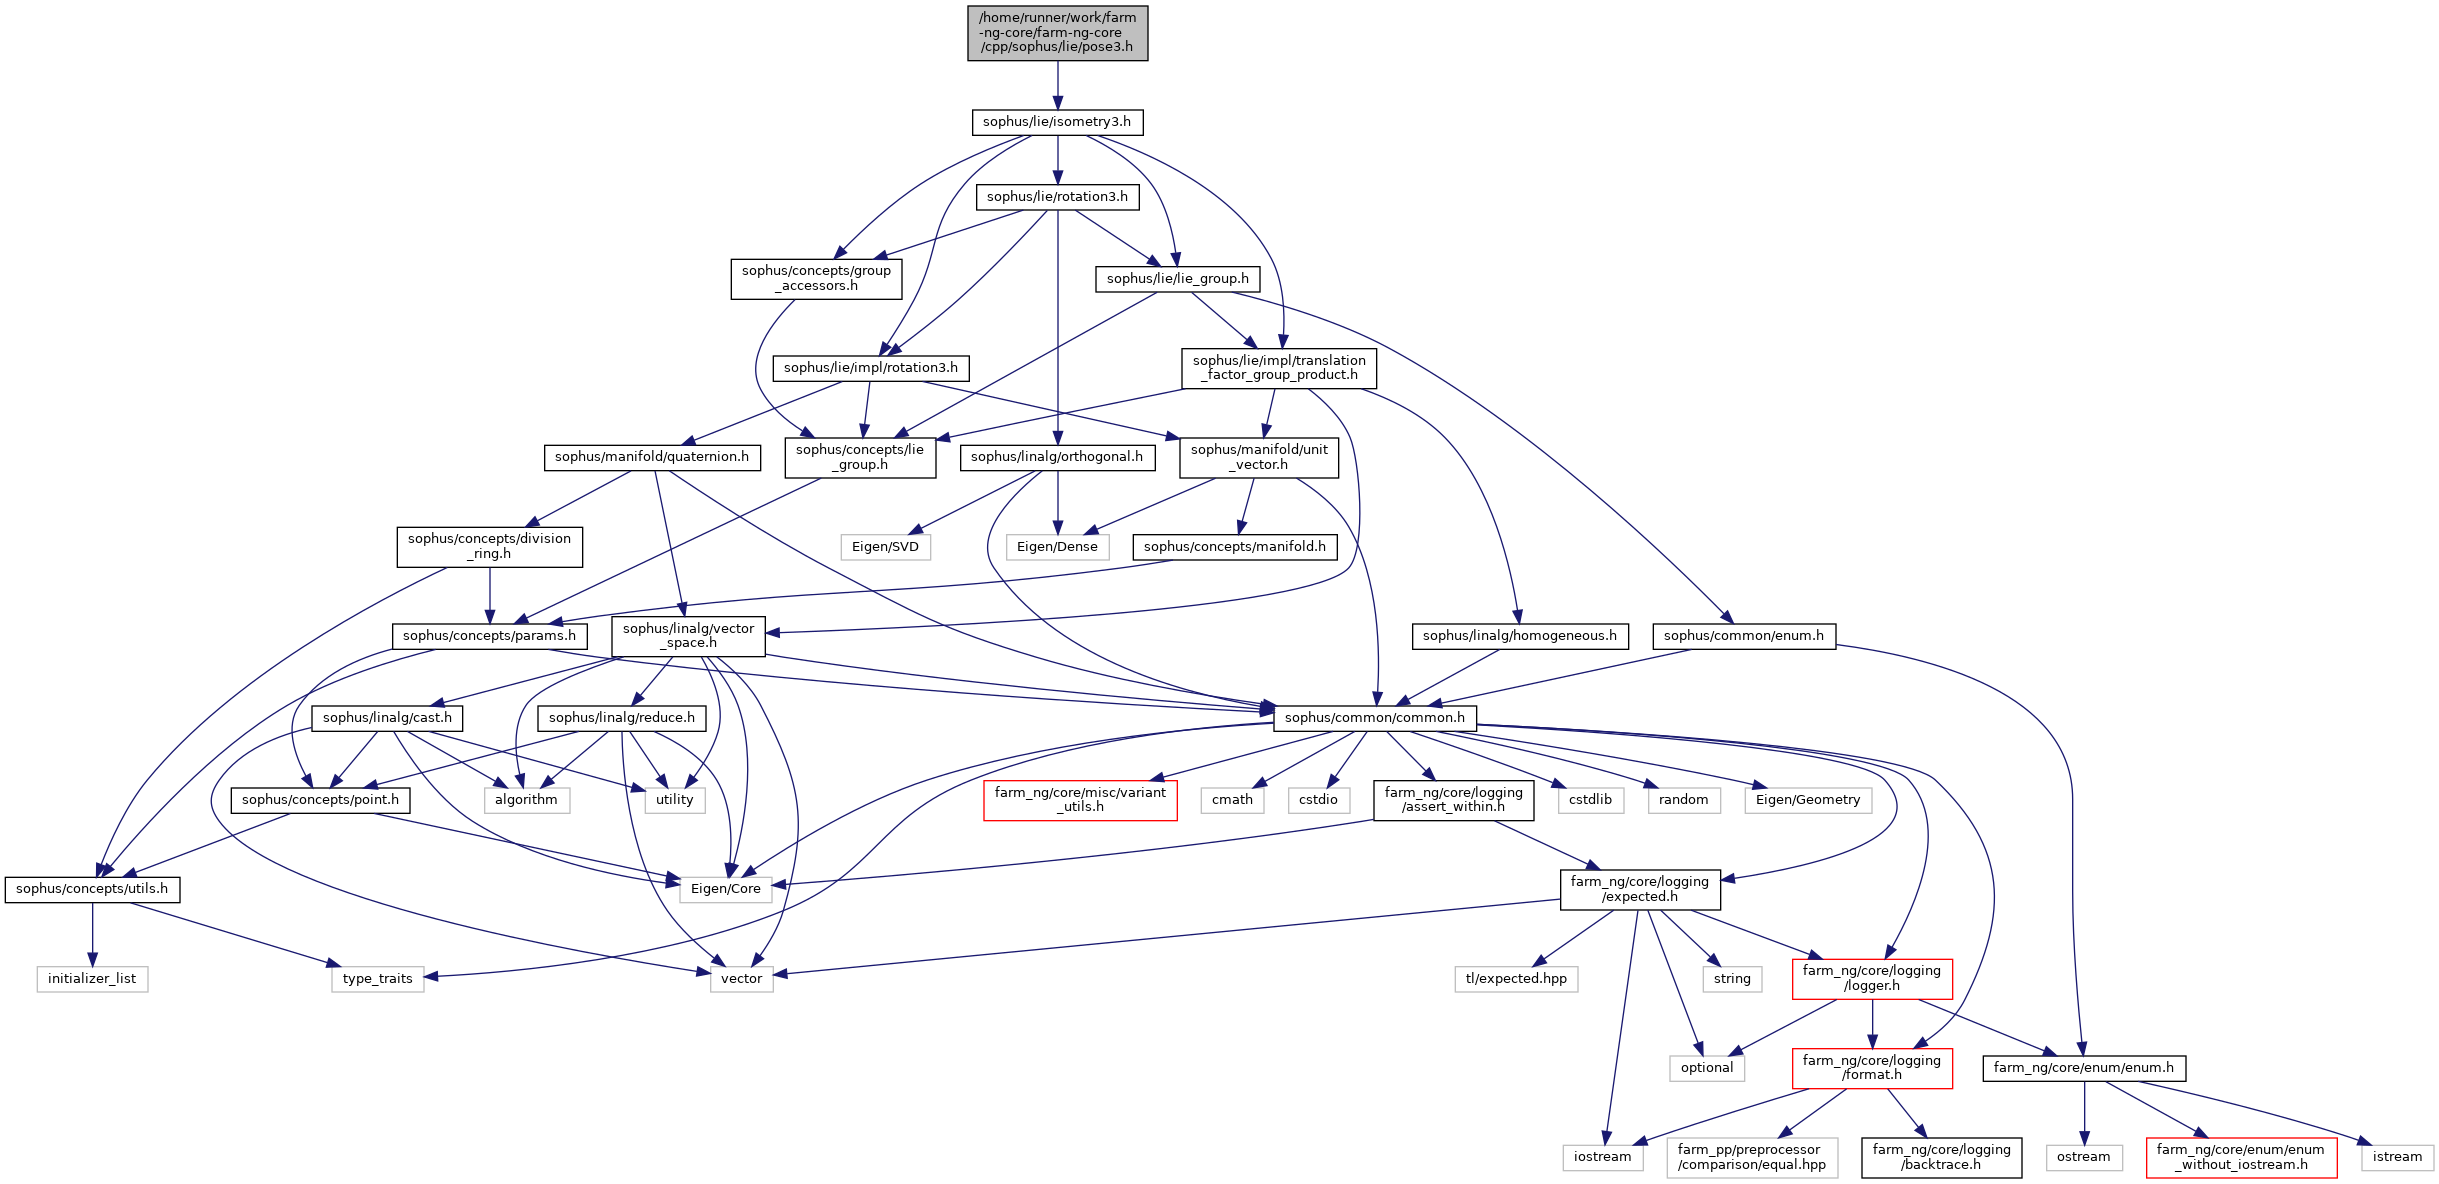 /home/runner/work/farm
-ng-core/farm-ng-core
/cpp/sophus/lie/pose3.h
sophus/lie/isometry3.h
sophus/lie/rotation3.h
sophus/concepts/group
_accessors.h
sophus/lie/lie_group.h
sophus/lie/impl/rotation3.h
sophus/lie/impl/translation
_factor_group_product.h
sophus/manifold/quaternion.h
sophus/concepts/lie
_group.h
sophus/linalg/orthogonal.h
sophus/manifold/unit
_vector.h
sophus/concepts/division
_ring.h
Eigen/SVD
Eigen/Dense
sophus/concepts/manifold.h
sophus/concepts/params.h
sophus/linalg/vector
_space.h
sophus/linalg/homogeneous.h
sophus/common/enum.h
sophus/linalg/cast.h
sophus/linalg/reduce.h
sophus/common/common.h
sophus/concepts/point.h
algorithm
utility
farm_ng/core/misc/variant
_utils.h
cmath
cstdio
farm_ng/core/logging
/assert_within.h
cstdlib
random
Eigen/Geometry
sophus/concepts/utils.h
Eigen/Core
farm_ng/core/logging
/expected.h
initializer_list
type_traits
vector
tl/expected.hpp
string
farm_ng/core/logging
/logger.h
optional
farm_ng/core/logging
/format.h
farm_ng/core/enum/enum.h
iostream
farm_pp/preprocessor
/comparison/equal.hpp
farm_ng/core/logging
/backtrace.h
ostream
farm_ng/core/enum/enum
_without_iostream.h
istream